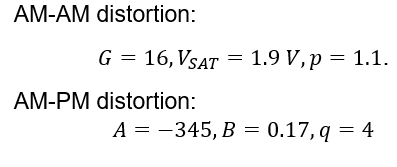 AM-AM distortion:
G = 16, V_SAT = 1.9 V, p = 1.1.
AM-PM distortion:
A = −345, B = 0.17, q = 4